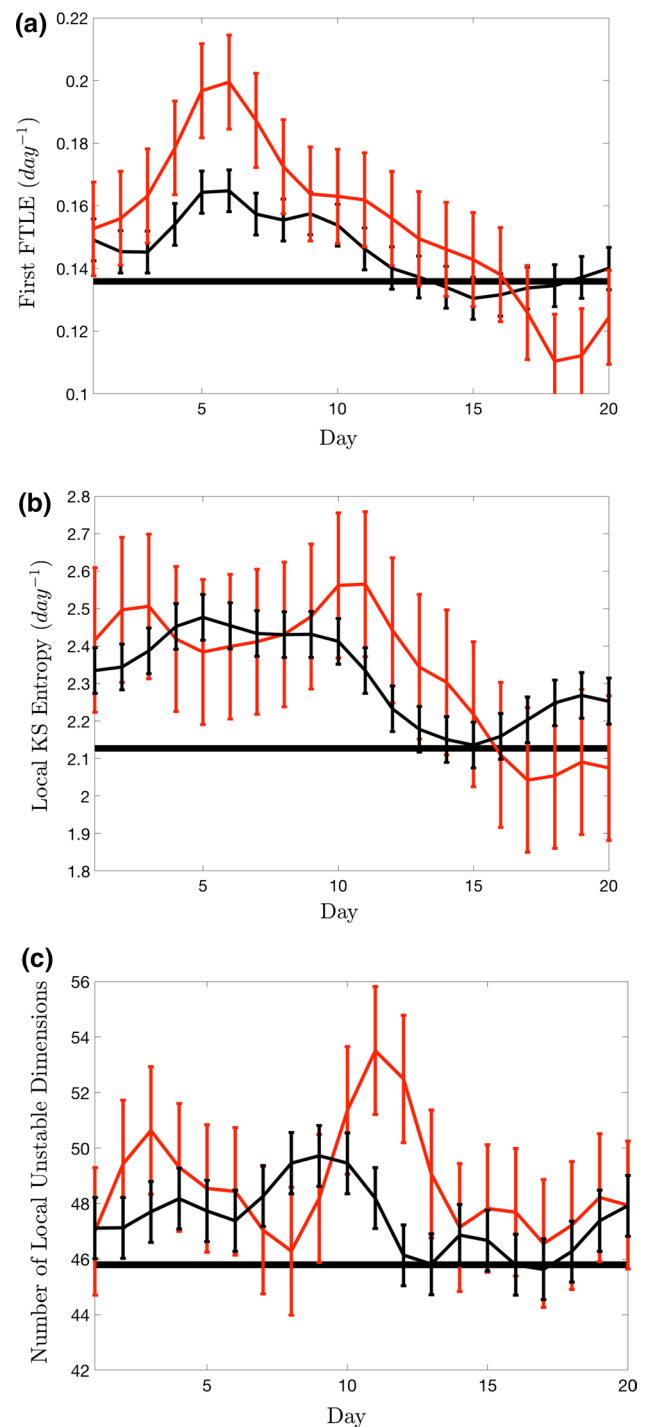 (a)
0.22
0.2
0.18
0.16
0.14
0.12
0.1
First FTLE (day⁻¹)
5 10 15 20
Day
(b)
2.8
2.7
2.6
2.5
2.4
2.3
2.2
2.1
2
1.9
1.8
Local KS Entropy (day⁻¹)
5 10 15 20
Day
(c)
56
54
52
50
48
46
44
42
Number of Local Unstable Dimensions
5 10 15 20
Day